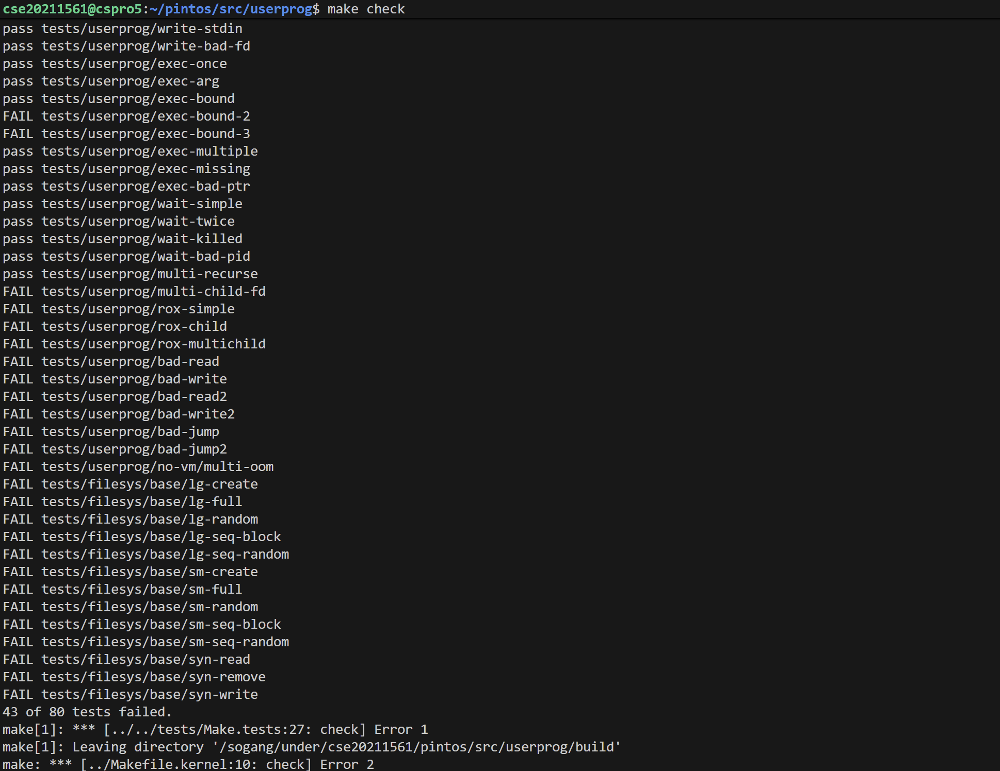 cse20211561@cspro5:~/pintos/src/userprog$ make check
pass tests/userprog/write-stdin
pass tests/userprog/write-bad-fd
pass tests/userprog/exec-once
pass tests/userprog/exec-arg
pass tests/userprog/exec-bound
FAIL tests/userprog/exec-bound-2
FAIL tests/userprog/exec-bound-3
pass tests/userprog/exec-multiple
pass tests/userprog/exec-missing
pass tests/userprog/exec-bad-ptr
pass tests/userprog/wait-simple
pass tests/userprog/wait-twice
pass tests/userprog/wait-killed
pass tests/userprog/wait-bad-pid
pass tests/userprog/multi-recurse
FAIL tests/userprog/multi-child-fd
FAIL tests/userprog/rox-simple
FAIL tests/userprog/rox-child
FAIL tests/userprog/rox-multichild
FAIL tests/userprog/bad-read
FAIL tests/userprog/bad-write
FAIL tests/userprog/bad-read2
FAIL tests/userprog/bad-write2
FAIL tests/userprog/bad-jump
FAIL tests/userprog/bad-jump2
FAIL tests/userprog/no-vm/multi-oom
FAIL tests/filesys/base/lg-create
FAIL tests/filesys/base/lg-full
FAIL tests/filesys/base/lg-random
FAIL tests/filesys/base/lg-seq-block
FAIL tests/filesys/base/lg-seq-random
FAIL tests/filesys/base/sm-create
FAIL tests/filesys/base/sm-full
FAIL tests/filesys/base/sm-random
FAIL tests/filesys/base/sm-seq-block
FAIL tests/filesys/base/sm-seq-random
FAIL tests/filesys/base/syn-read
FAIL tests/filesys/base/syn-remove
FAIL tests/filesys/base/syn-write
43 of 80 tests failed.
make[1]: *** [../../tests/Make.tests:27: check] Error 1
make[1]: Leaving directory '/sogang/under/cse20211561/pintos/src/userprog/build'
make: *** [../Makefile.kernel:10: check] Error 2